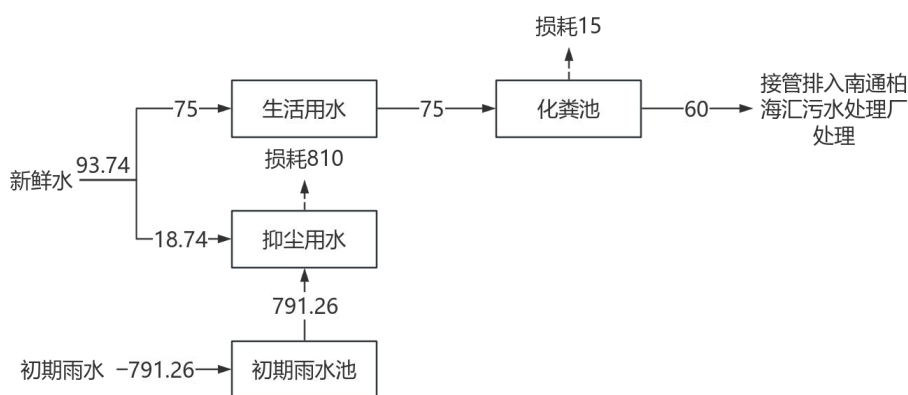 损耗15
接管排入南通柏
海汇污水处理厂
处理
75
生活用水
75
化粪池
60
93.74
损耗810
新鲜水
18.74
抑尘用水
791.26
初期雨水
791.26
初期雨水池